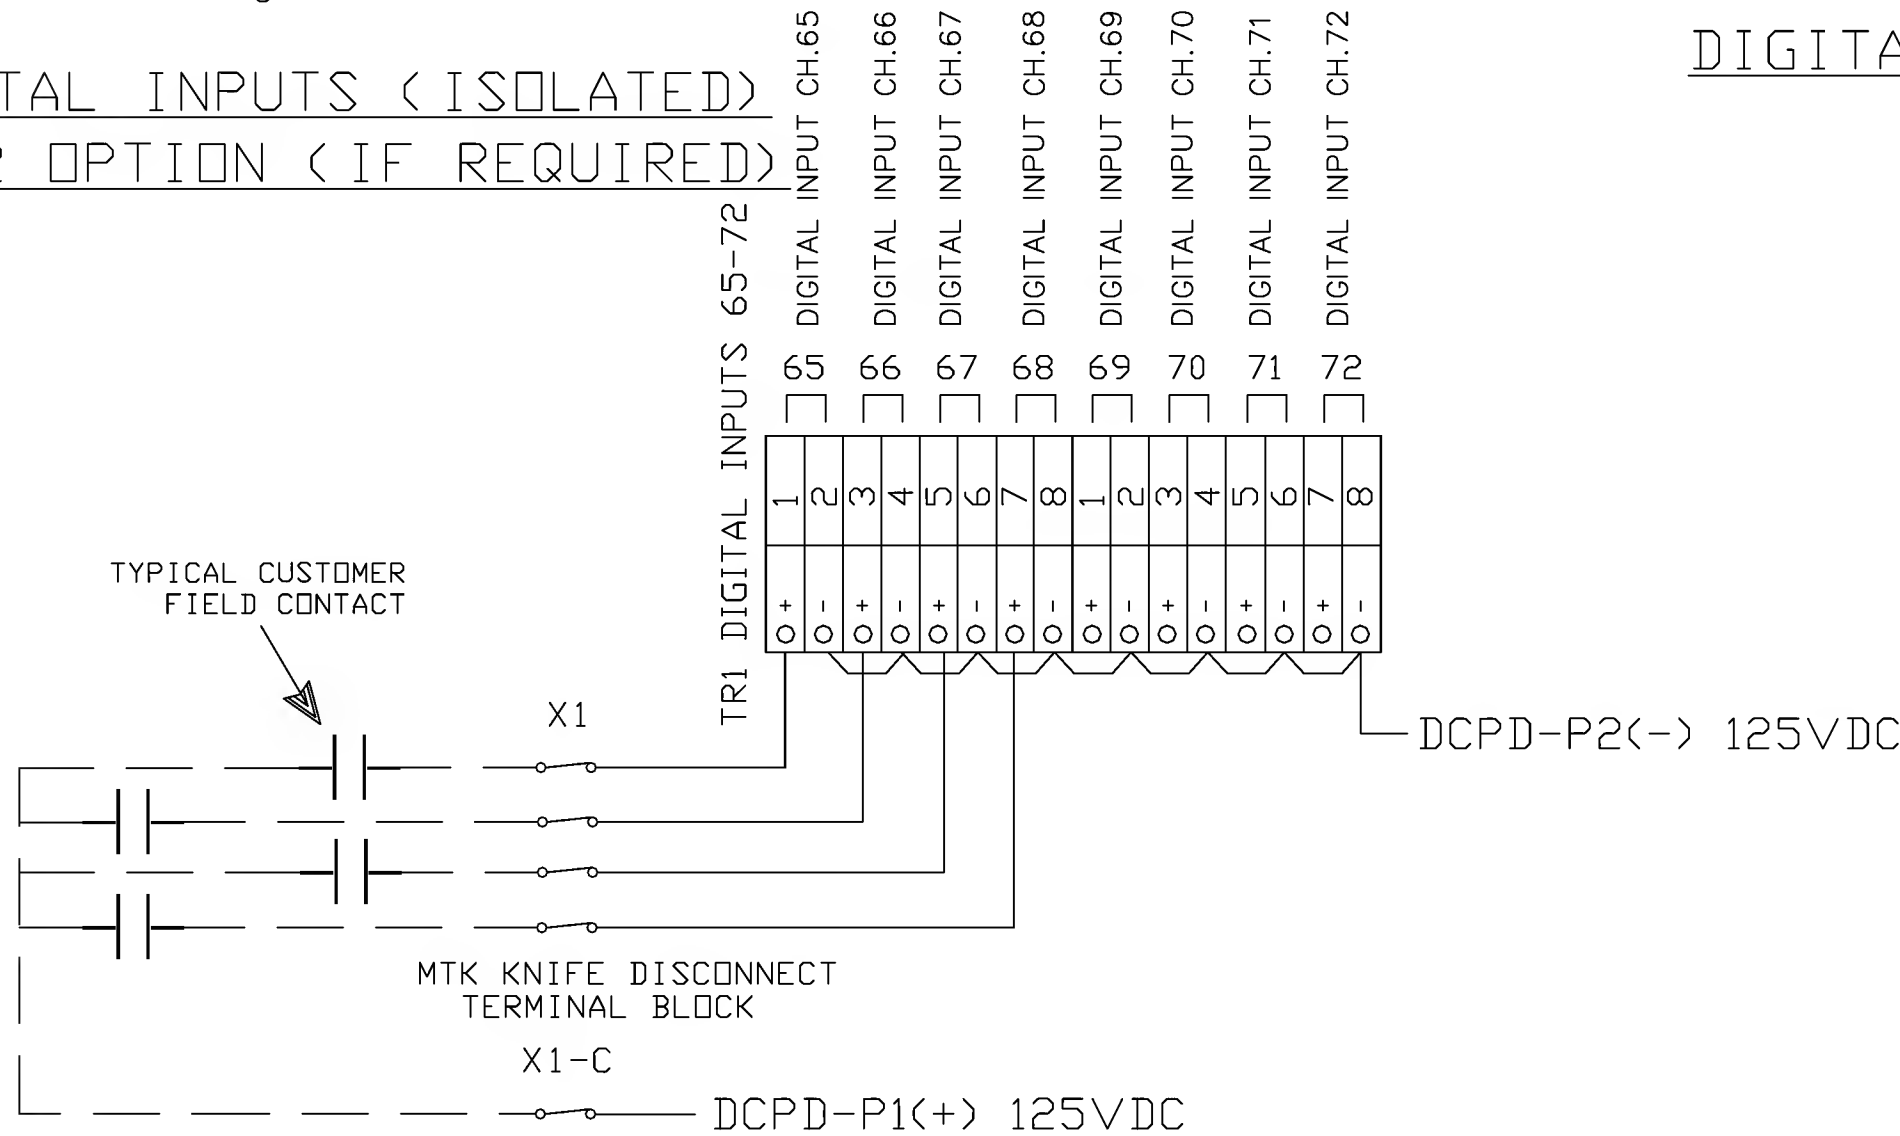 INPUTS (ISOLATED)
OPTION (IF REQUIRED)
TR1 DIGITAL INPUTS 65-72
DIGITAL INPUT CH.65
DIGITAL INPUT CH.66
DIGITAL INPUT CH.67
DIGITAL INPUT CH.68
DIGITAL INPUT CH.69
DIGITAL INPUT CH.70
DIGITAL INPUT CH.71
DIGITAL INPUT CH.72
65 66 67 68 69 70 71 72
1 2 3 4 5 6 7 8 1 2 3 4 5 6 7 8
+ - + - + - + - + - + - + - + -
TYPICAL CUSTOMER
FIELD CONTACT
X1
DCPD-P2(-) 125VDC
MTK KNIFE DISCONNECT
TERMINAL BLOCK
X1-C
DCPD-P1(+) 125VDC